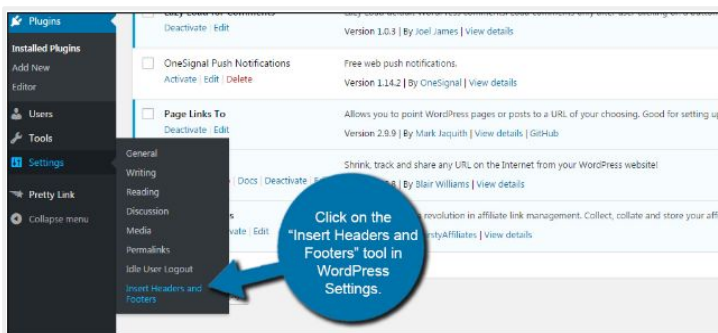 Plugins
Installed Plugins
Add New
Editor
Users
Tools
Settings
Pretty Link
Collapse menu
General
Writing
Reading
Discussion
Media
Permalinks
Idle User Logout
Insert Headers and
Footers
Lazy Load for Comments
Deactivate | Edit
Version 1.0.3 | By Joel James | View details
OneSignal Push Notifications
Free web push notifications.
Activate | Edit | Delete
Version 1.14.2 | By OneSignal | View details
Page Links To
Allows you to point WordPress pages or posts to a URL of your choosing. Good for setting up
Deactivate | Edit
Version 2.9.9 | By Mark Jaquith | View details | GitHub
Shrink, track and share any URL on the Internet from your WordPress website!
| Docs | Deactivate |
| By Blair Williams | View details
revolution in affiliate link management. Collect, collate and store your aff
| Edit
| View details
Click on the
"Insert Headers and
Footers" tool in
WordPress
Settings.